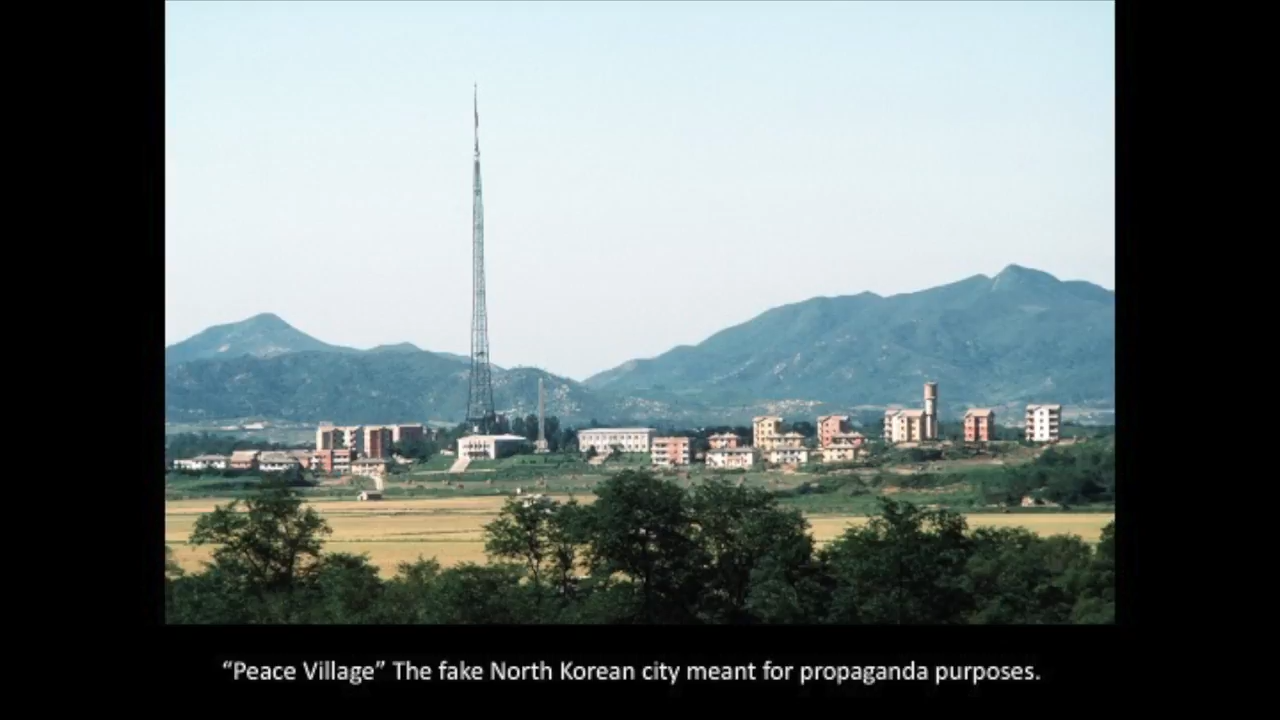 “Peace Village” The fake North Korean city meant for propaganda purposes.